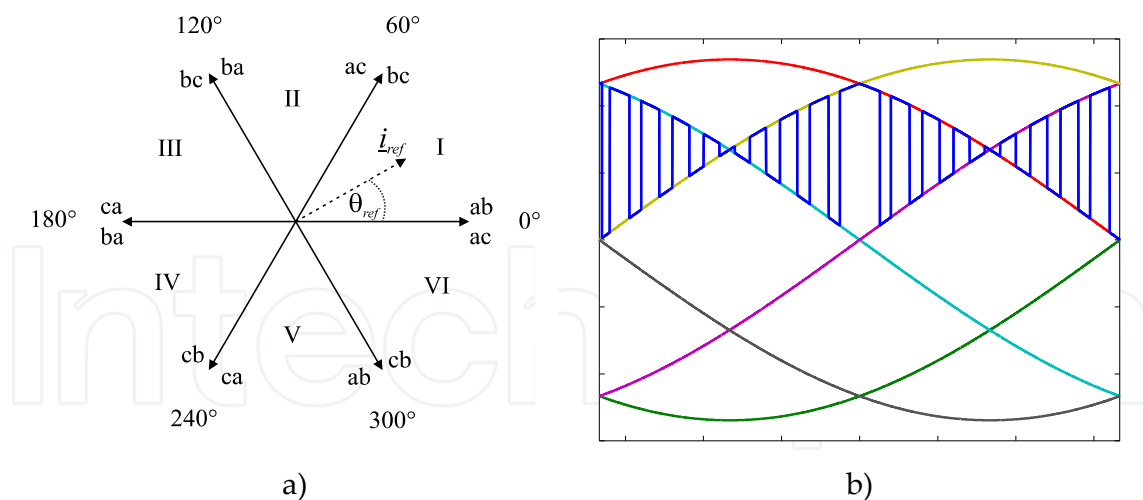 120°
60°
bc ba
ac bc
II
III
i_ref
I
θ_ref
180°
ca
ba
ab
ac
0°
IV
VI
V
cb ca
ab cb
240°
300°
Intech
a)
b)